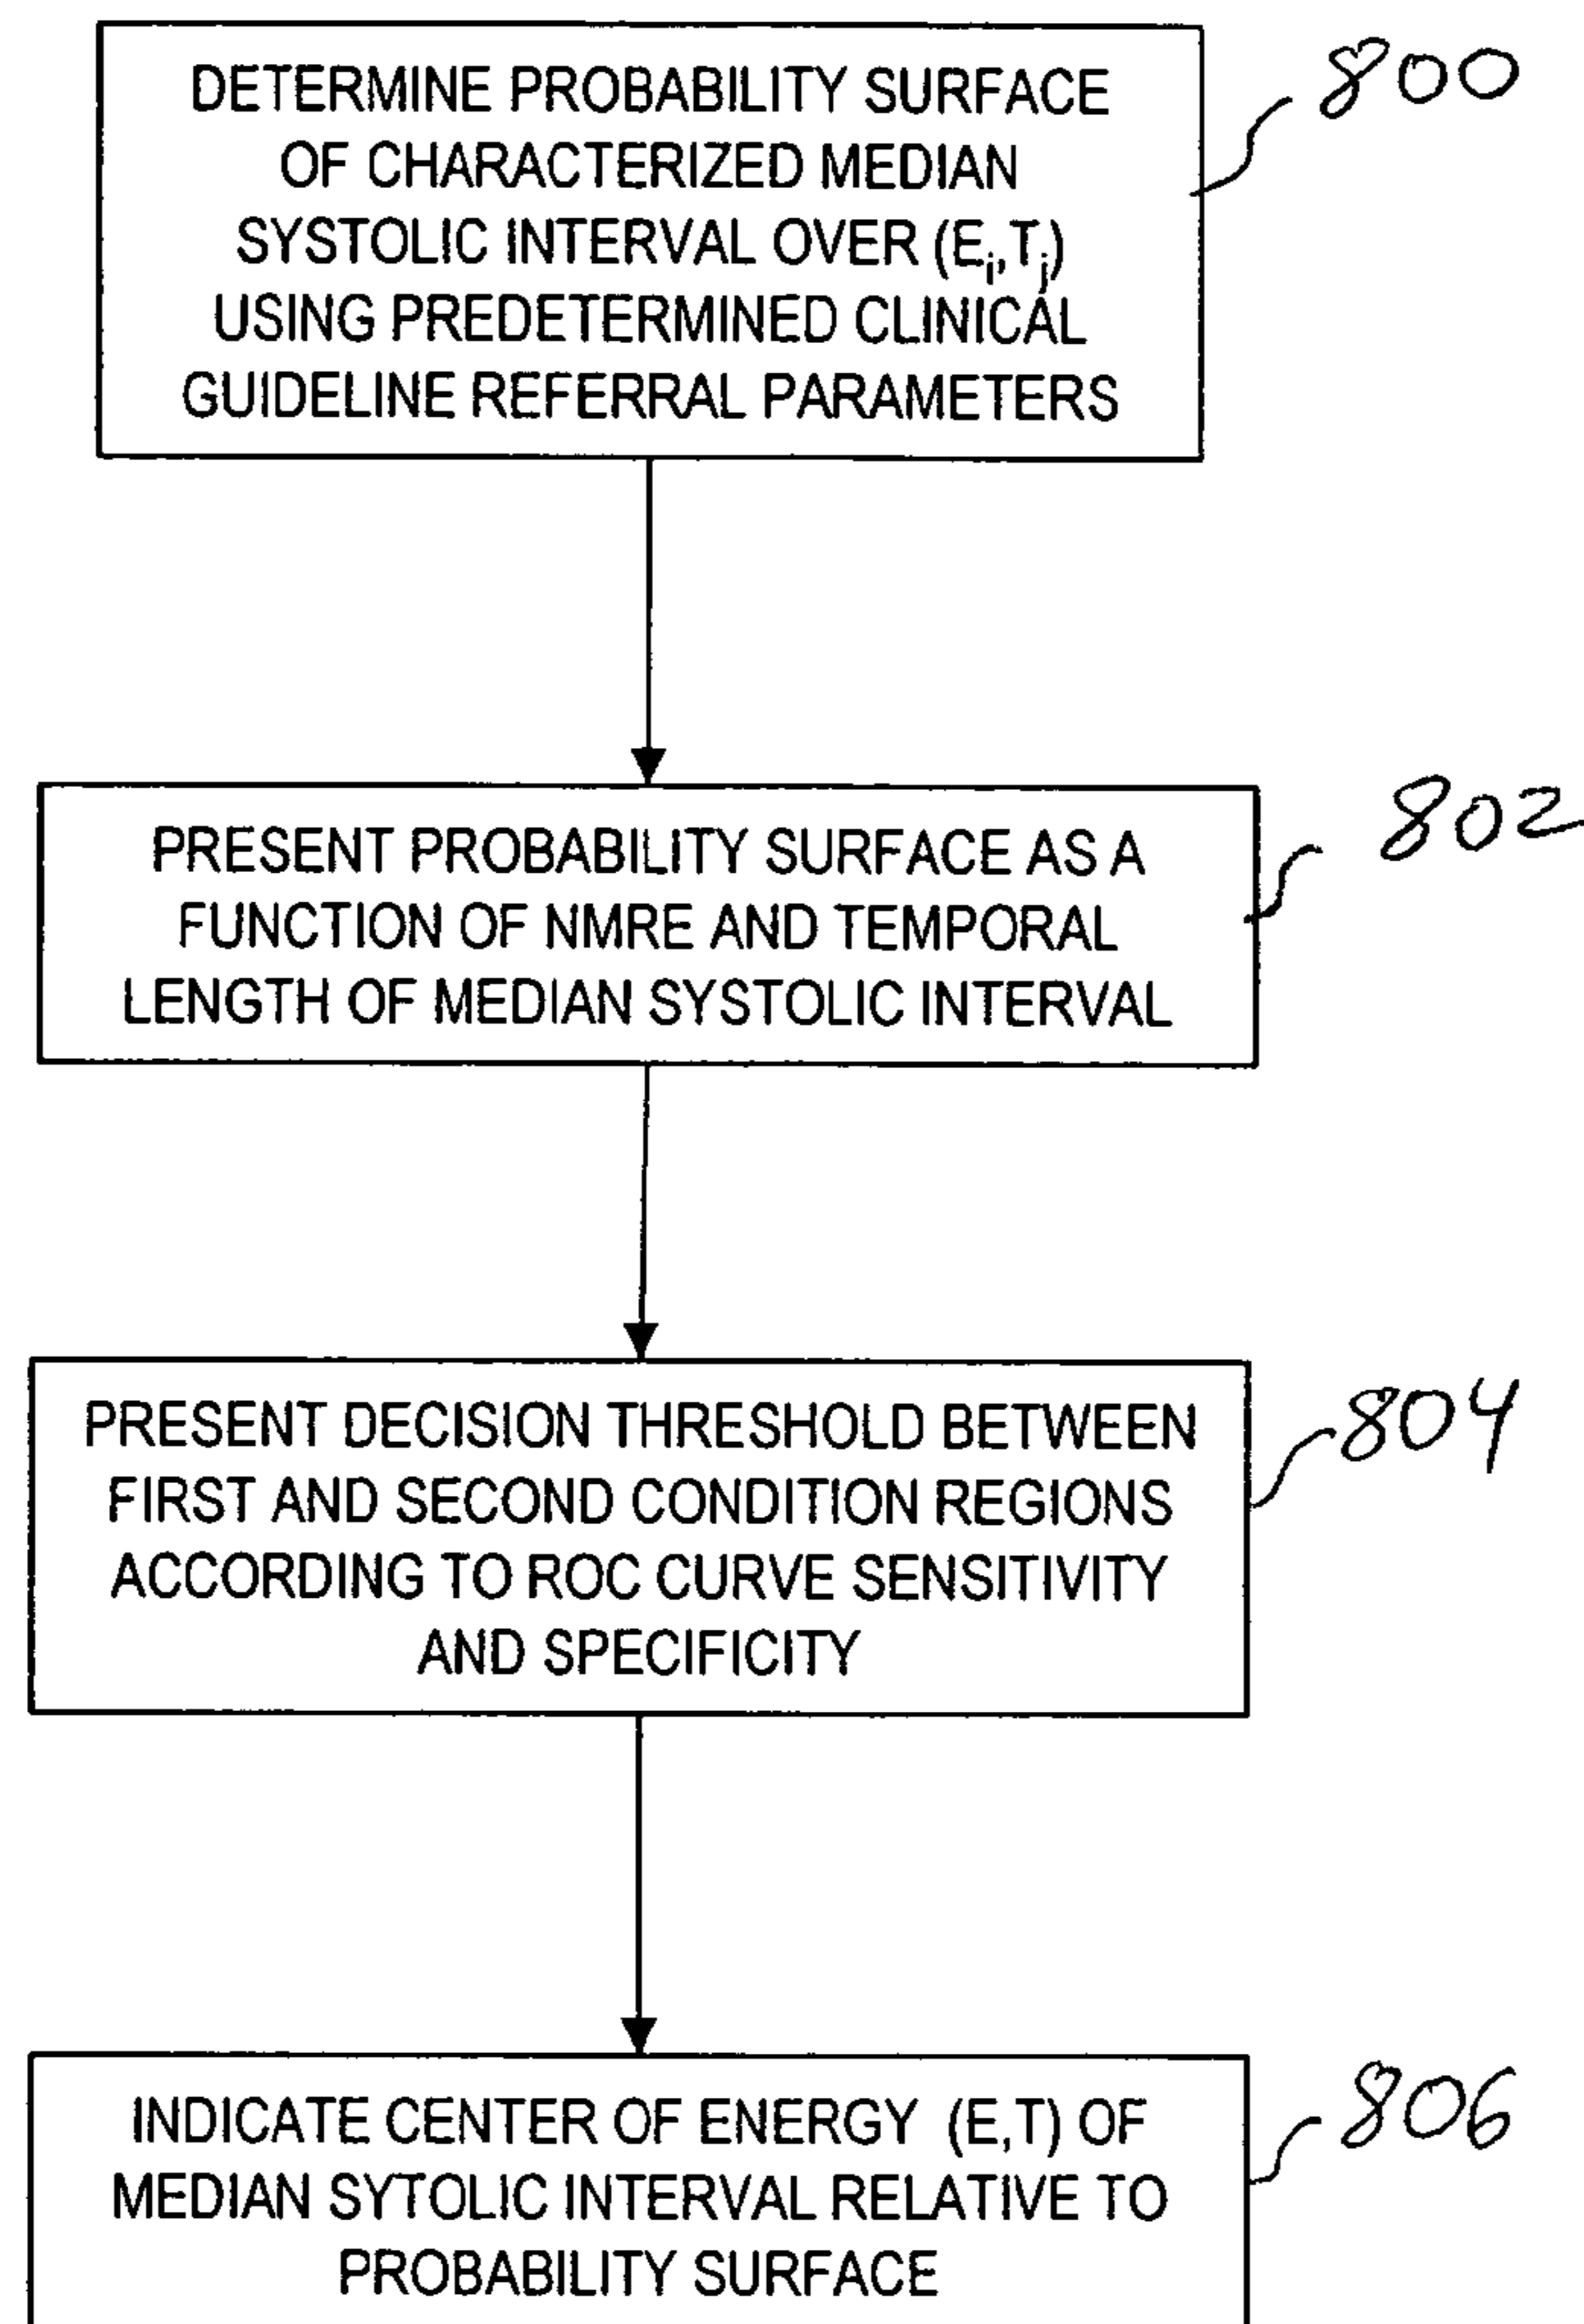 DETERMINE PROBABILITY SURFACE
OF CHARACTERIZED MEDIAN
SYSTOLIC INTERVAL OVER (Ei,Tj)
USING PREDETERMINED CLINICAL
GUIDELINE REFERRAL PARAMETERS
800
PRESENT PROBABILITY SURFACE AS A
FUNCTION OF NMRE AND TEMPORAL
LENGTH OF MEDIAN SYSTOLIC INTERVAL
802
PRESENT DECISION THRESHOLD BETWEEN
FIRST AND SECOND CONDITION REGIONS
ACCORDING TO ROC CURVE SENSITIVITY
AND SPECIFICITY
804
INDICATE CENTER OF ENERGY (E,T) OF
MEDIAN SYTOLIC INTERVAL RELATIVE TO
PROBABILITY SURFACE
806